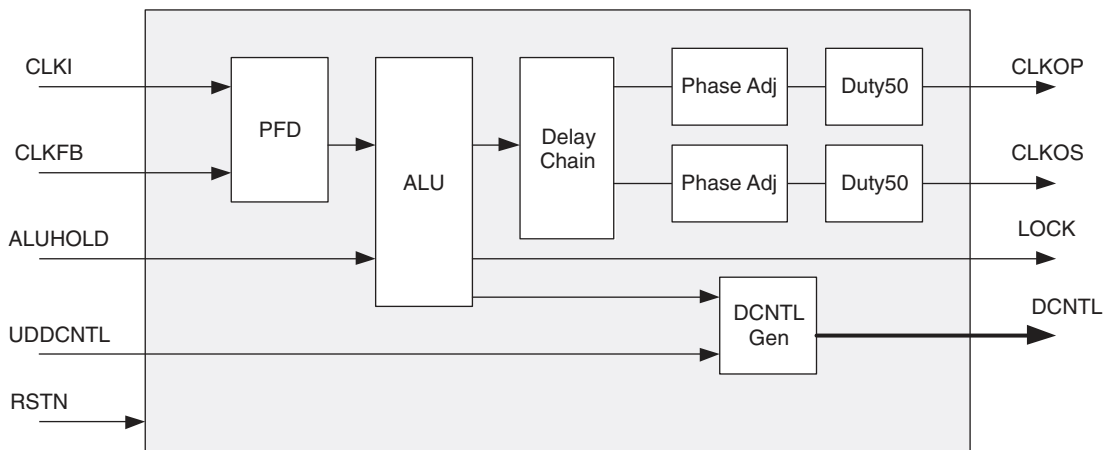 CLKI
CLKFB
ALUHOLD
UDDCNTL
RSTN
PFD
ALU
Delay
Chain
Phase Adj
Duty50
Phase Adj
Duty50
DCNTL
Gen
CLKOP
CLKOS
LOCK
DCNTL